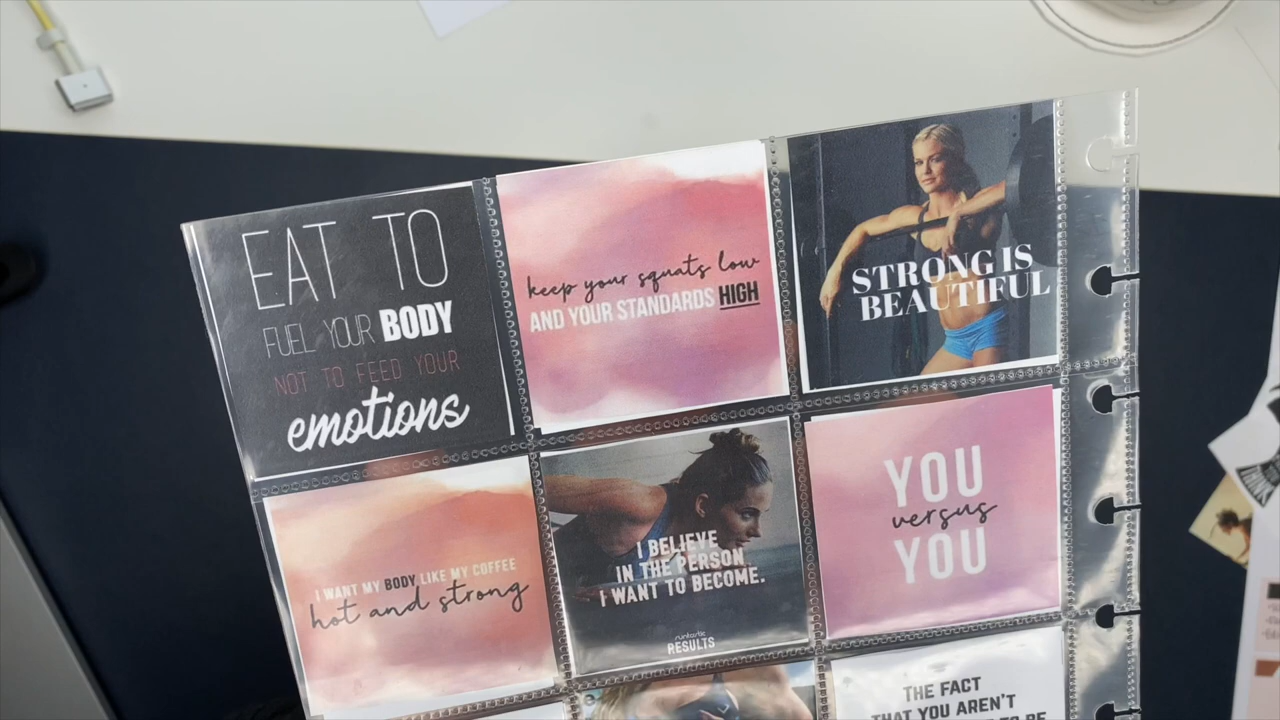 EAT TO
FUEL YOUR BODY
NOT TO FEED YOUR
emotions
keep your squats low
AND YOUR STANDARDS HIGH
STRONG IS
BEAUTIFUL
I WANT MY BODY LIKE MY COFFEE
hot and strong
I BELIEVE
IN THE PERSON
I WANT TO BECOME.
runtastic
RESULTS
YOU
versus
YOU
THE FACT
THAT YOU AREN'T
TO BE